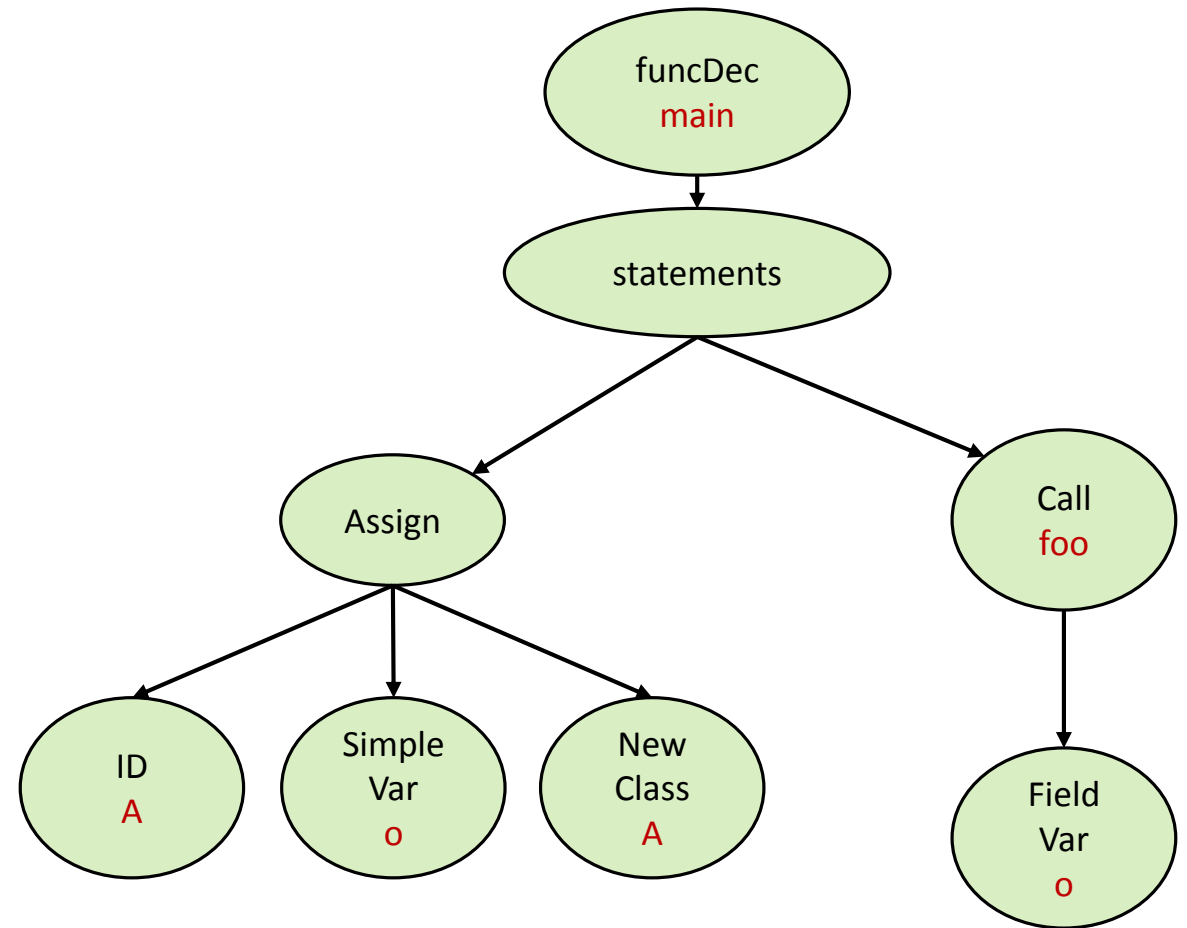 funcDec
main
statements
Assign
Call
foo
ID
A
Simple
Var
o
New
Class
A
Field
Var
o